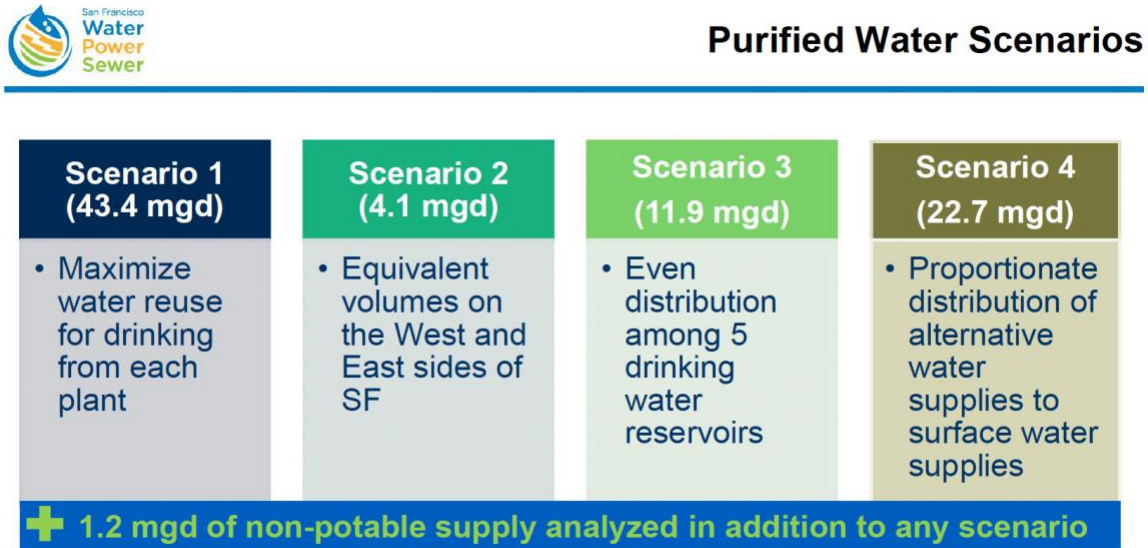 San Francisco
Water
Power
Sewer
Purified Water Scenarios
Scenario 1
(43.4 mgd)
• Maximize
water reuse
for drinking
from each
plant
Scenario 2
(4.1 mgd)
• Equivalent
volumes on
the West and
East sides of
SF
Scenario 3
(11.9 mgd)
• Even
distribution
among 5
drinking
water
reservoirs
Scenario 4
(22.7 mgd)
• Proportionate
distribution of
alternative
water
supplies to
surface water
supplies
+ 1.2 mgd of non-potable supply analyzed in addition to any scenario